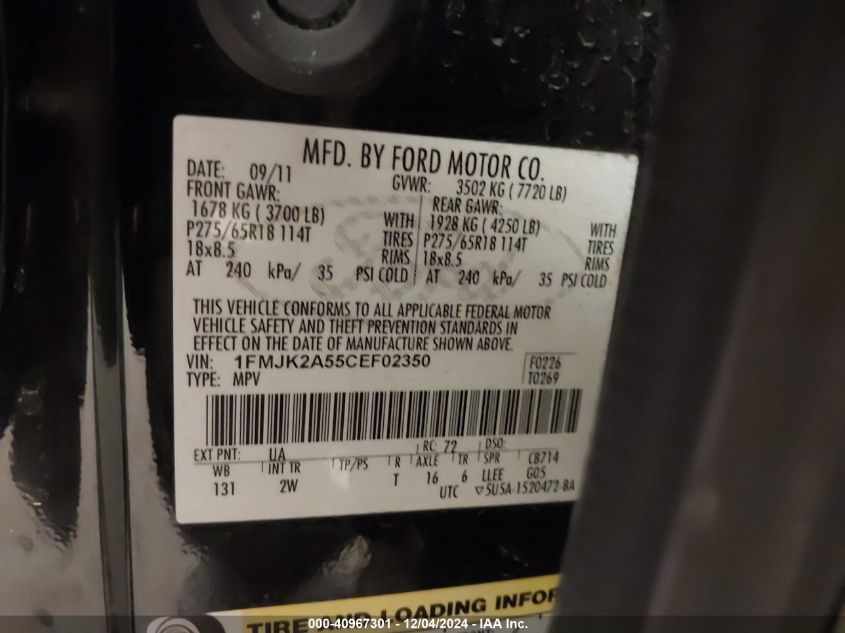 MFD. BY FORD MOTOR CO.
DATE: 09/11 GVWR: 3502 KG ( 7720 LB)
FRONT GAWR: REAR GAWR:
1678 KG ( 3700 LB) WITH 1928 KG ( 4250 LB) WITH
P275/65R18 114T TIRES P275/65R18 114T TIRES
18x8.5 RIMS 18x8.5 RIMS
AT 240 kPa/ 35 PSI COLD AT 240 kPa/ 35 PSI COLD
THIS VEHICLE CONFORMS TO ALL APPLICABLE FEDERAL MOTOR
VEHICLE SAFETY AND THEFT PREVENTION STANDARDS IN
EFFECT ON THE DATE OF MANUFACTURE SHOWN ABOVE.
VIN: 1FMJK2A55CEF02350 F0226
TYPE: MPV T0269
EXT PNT: UA RC: 72 DSO:
WB INT TR TP/PS R AXLE TR SPR CB714
131 2W T 16 6 LLEE G05
UTC ▽5U5A-1520472-BA
TIRE AND LOADING INFOR
000-40967301 - 12/04/2024 - IAA Inc.